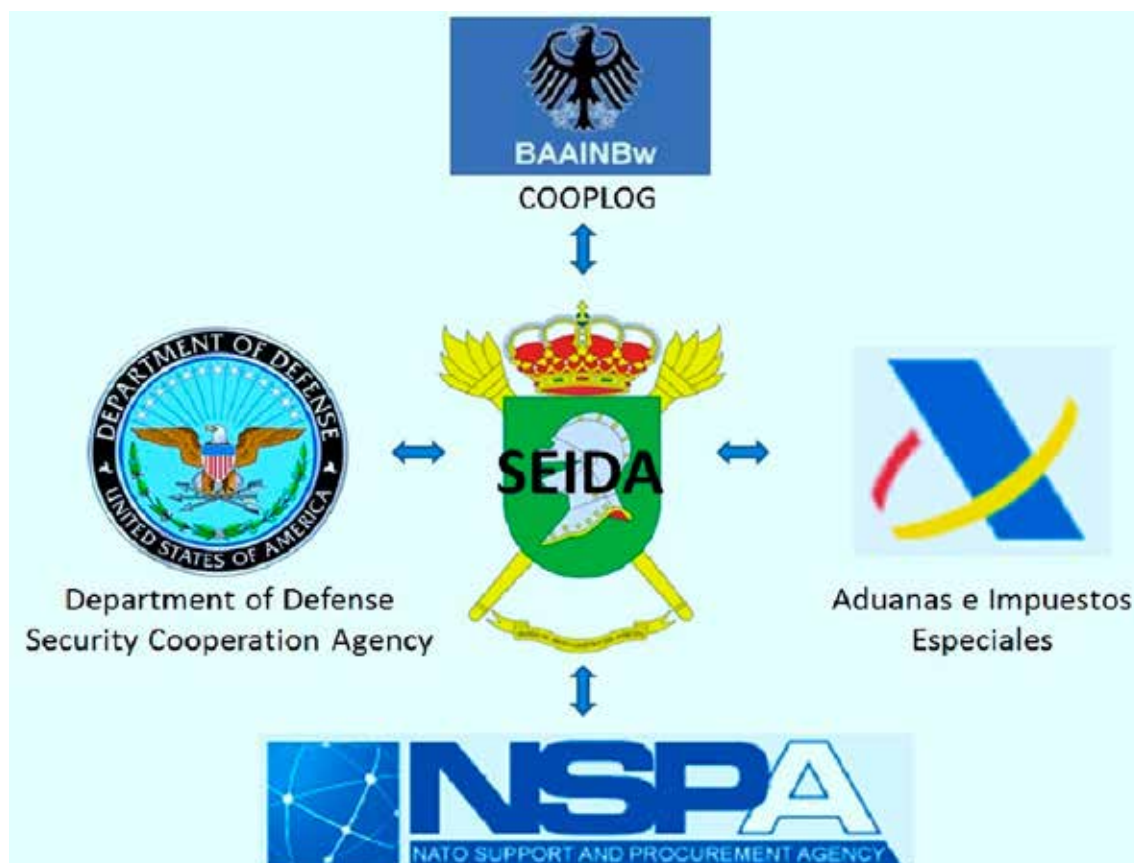 BAAINBw
COOPLOG
DEPARTMENT OF DEFENSE
UNITED STATES OF AMERICA
SEIDA
Department of Defense
Security Cooperation Agency
Aduanas e Impuestos
Especiales
NSPA
NATO SUPPORT AND PROCUREMENT AGENCY